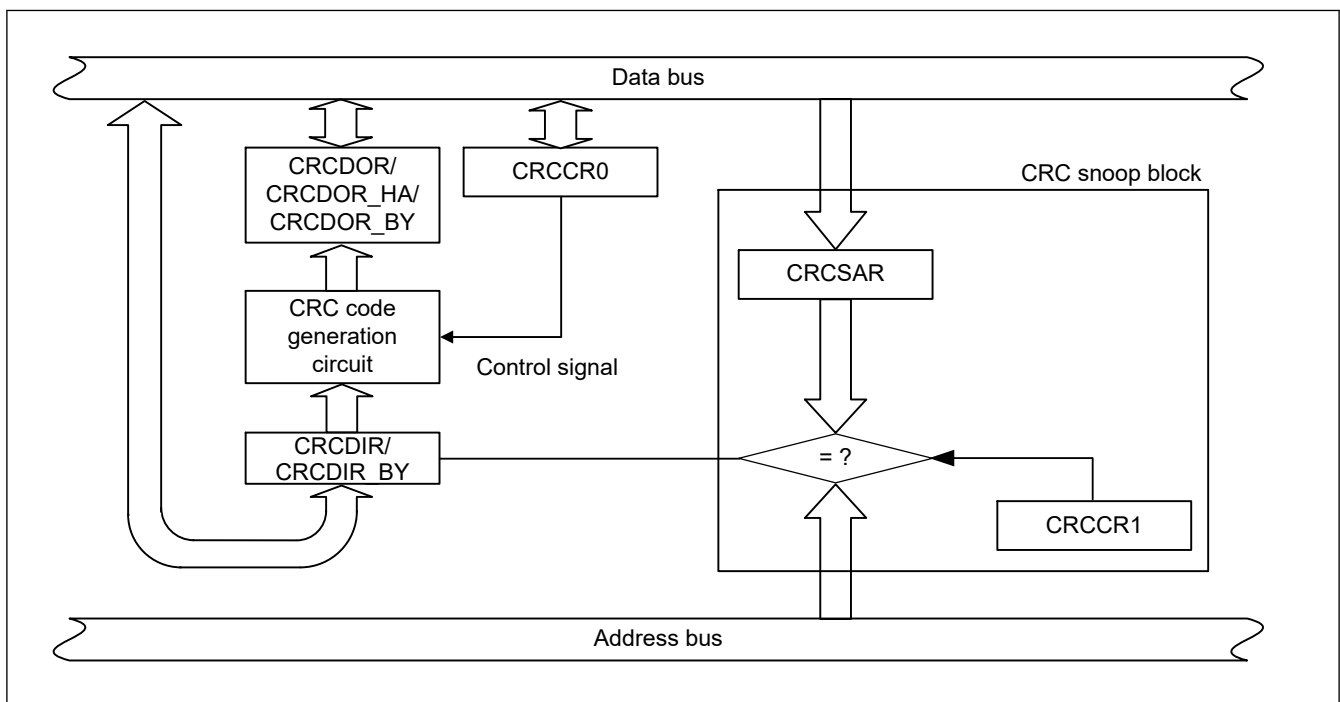 Data bus
CRCDOR/
CRCDOR_HA/
CRCDOR_BY
CRCCR0
CRC snoop block
CRCSAR
CRC code
generation
circuit
Control signal
CRCDIR/
CRCDIR_BY
= ?
CRCCR1
Address bus